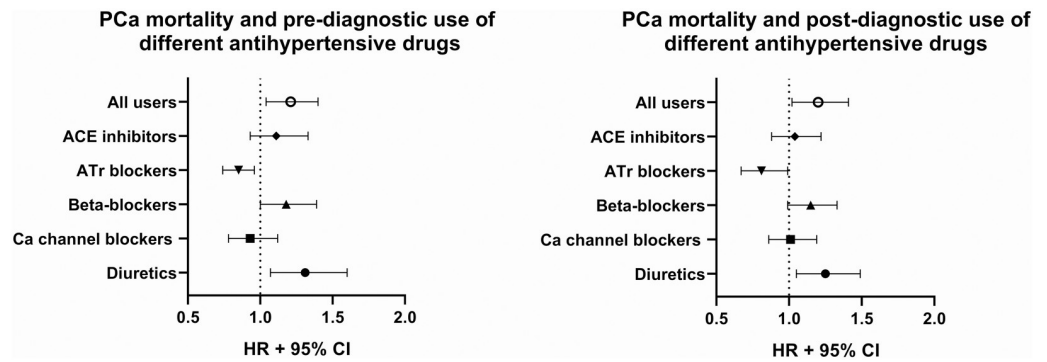 PCa mortality and pre-diagnostic use of
different antihypertensive drugs
All users
ACE inhibitors
ATr blockers
Beta-blockers
Ca channel blockers
Diuretics
0.5 1.0 1.5 2.0
HR + 95% CI
PCa mortality and post-diagnostic use of
different antihypertensive drugs
All users
ACE inhibitors
ATr blockers
Beta-blockers
Ca channel blockers
Diuretics
0.5 1.0 1.5 2.0
HR + 95% CI